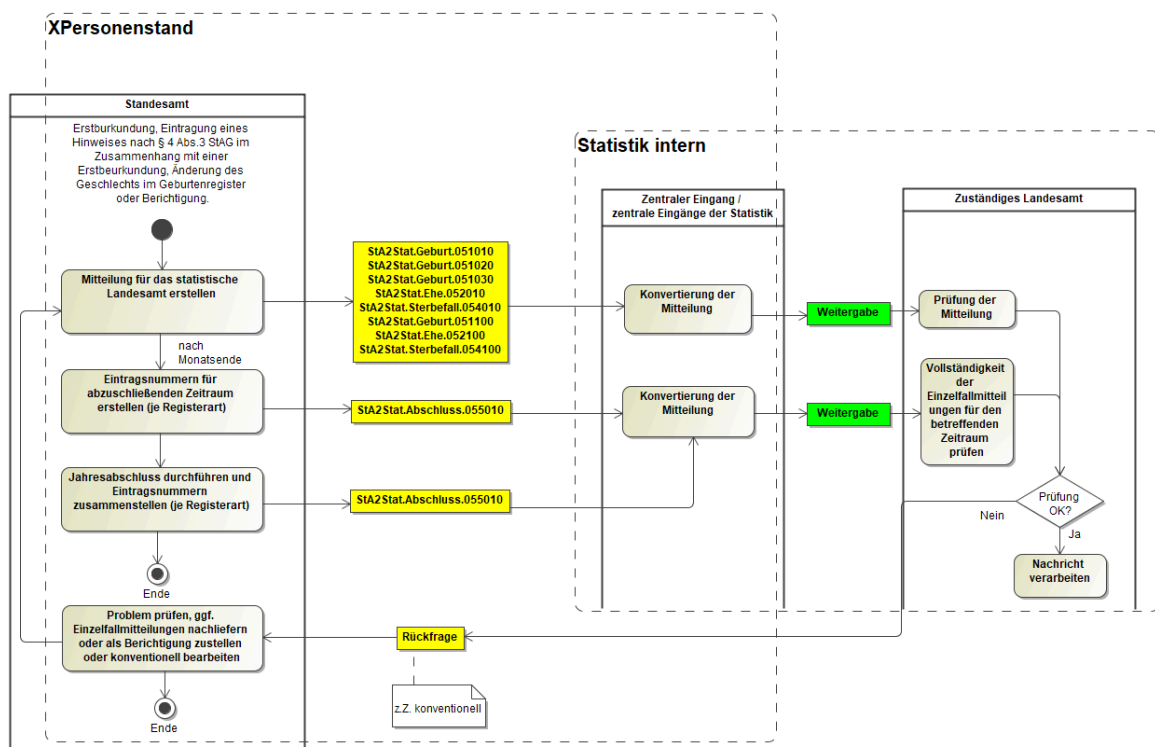 XPersonenstand
Standesamt
Erstburkundung, Eintragung eines
Hinweises nach § 4 Abs.3 StAG im
Zusammenhang mit einer
Erstbeurkundung, Änderung des
Geschlechts im Geburtenregister
oder Berichtigung.
Mitteilung für das statistische
Landesamt erstellen
nach
Monatsende
Eintragsnummern für
abzuschließenden Zeitraum
erstellen (je Registerart)
Jahresabschluss durchführen und
Eintragsnummern
zusammenstellen (je Registerart)
Ende
Problem prüfen, ggf.
Einzelfallmitteilungen nachliefern
oder als Berichtigung zustellen
oder konventionell bearbeiten
Ende
StA2Stat.Geburt.051010
StA2Stat.Geburt.051020
StA2Stat.Geburt.051030
StA2Stat.Ehe.052010
StA2Stat.Sterbefall.054010
StA2Stat.Geburt.051100
StA2Stat.Ehe.052100
StA2Stat.Sterbefall.054100
StA2Stat.Abschluss.055010
StA2Stat.Abschluss.055010
Rückfrage
z.Z. konventionell
Statistik intern
Zentraler Eingang /
zentrale Eingänge der Statistik
Konvertierung der
Mitteilung
Konvertierung der
Mitteilung
Weitergabe
Weitergabe
Zuständiges Landesamt
Prüfung der
Mitteilung
Vollständigkeit
der
Einzelfallmitteil
ungen für den
betreffenden
Zeitraum
prüfen
Prüfung
OK?
Nein
Ja
Nachricht
verarbeiten